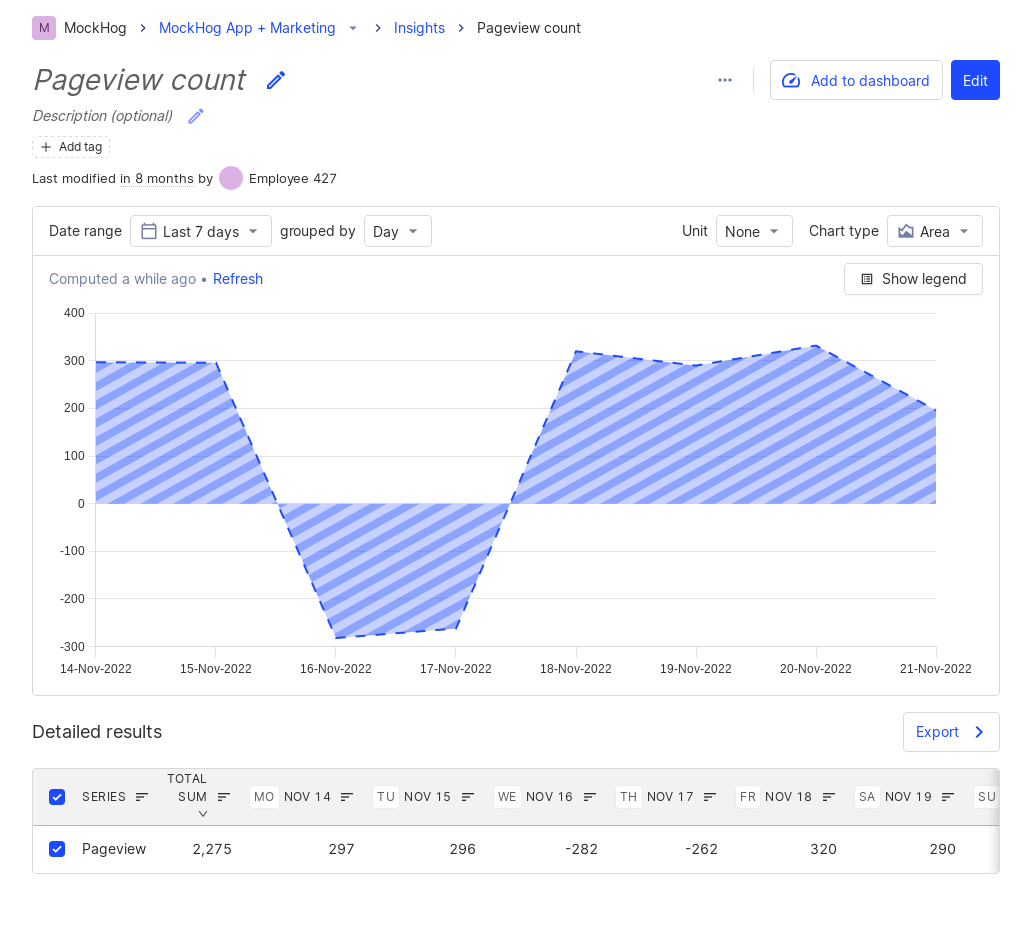 M MockHog MockHog App + Marketing Insights Pageview count
Pageview count
Add to dashboard Edit
Description (optional)
Add tag
Last modified in 8 months by Employee 427
Date range Last 7 days grouped by Day Unit None Chart type Area
Computed a while ago • Refresh Show legend
400
300
200
100
0
-100
-200
-300
14-Nov-2022 15-Nov-2022 16-Nov-2022 17-Nov-2022 18-Nov-2022 19-Nov-2022 20-Nov-2022 21-Nov-2022
Detailed results Export
SERIES TOTAL SUM MO NOV 14 TU NOV 15 WE NOV 16 TH NOV 17 FR NOV 18 SA NOV 19 SU
Pageview 2,275 297 296 -282 -262 320 290